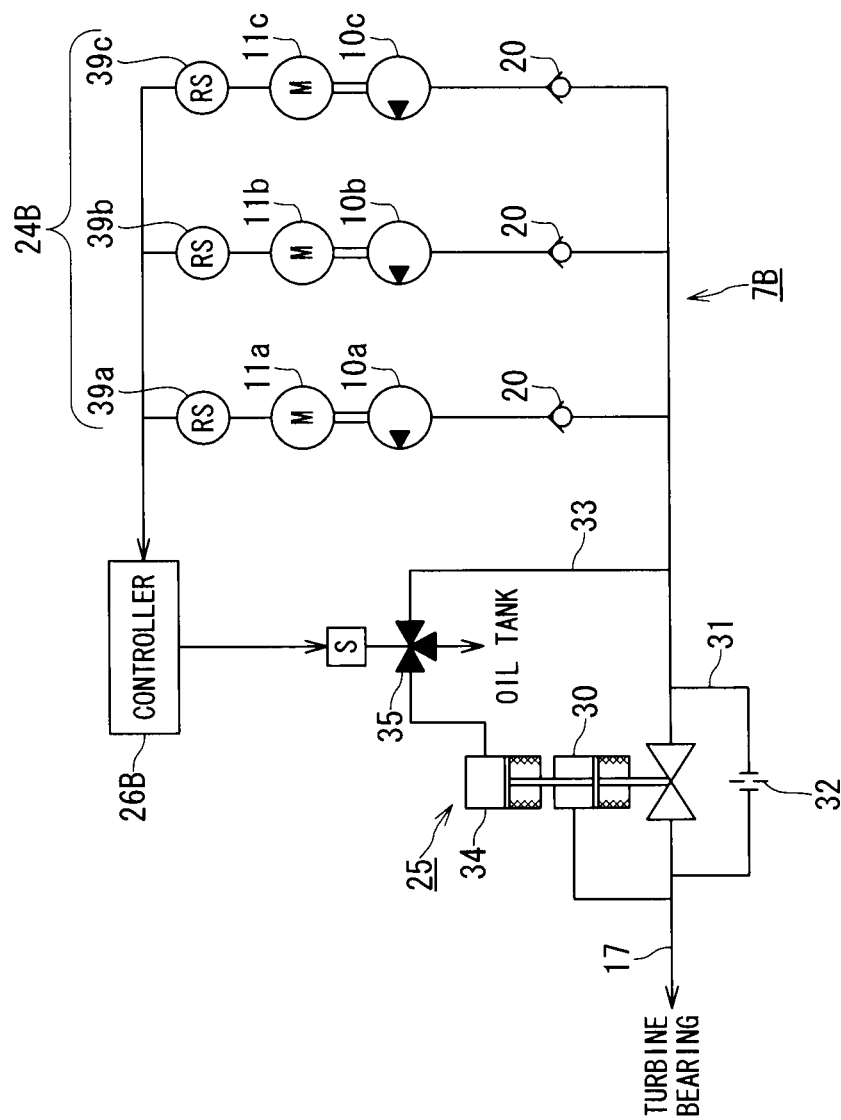 24B
39a
39b
39c
RS
RS
RS
11a
11b
11c
M
M
M
10a
10b
10c
20
20
20
CONTROLLER
26B
S
35
OIL TANK
33
25
34
30
31
32
17
7B
TURBINE
BEARING